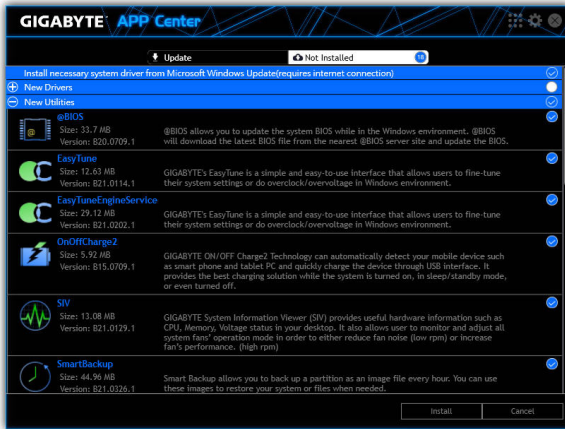 GIGABYTE™ APP Center
Update
Not Installed 18
Install necessary system driver from Microsoft Windows Update(requires internet connection)
New Drivers
New Utilities
@BIOS
Size: 33.7 MB
Version: B20.0709.1
@BIOS allows you to update the system BIOS while in the Windows environment. @BIOS
will download the latest BIOS file from the nearest @BIOS server site and update the BIOS.
EasyTune
Size: 12.63 MB
Version: B21.0114.1
GIGABYTE's EasyTune is a simple and easy-to-use interface that allows users to fine-tune
their system settings or do overclock/overvoltage in Windows environment.
EasyTuneEngineService
Size: 29.12 MB
Version: B21.0202.1
GIGABYTE's EasyTune is a simple and easy-to-use interface that allows users to fine-tune
their system settings or do overclock/overvoltage in Windows environment.
OnOffCharge2
Size: 5.92 MB
Version: B15.0709.1
GIGABYTE ON/OFF Charge2 Technology can automatically detect your mobile device such
as smart phone and tablet PC and quickly charge the device through USB interface. It
provides the best charging solution while the system is turned on, in sleep/standby mode,
or even turned off.
SIV
Size: 13.08 MB
Version: B21.0129.1
GIGABYTE System Information Viewer (SIV) provides useful hardware information such as
CPU, Memory, Voltage status in your desktop. It also allows user to monitor and adjust all
system fans' operation mode in order to either reduce fan noise (low rpm) or increase
fan's performance. (high rpm)
SmartBackup
Size: 44.96 MB
Version: B21.0326.1
Smart Backup allows you to back up a partition as an image file every hour. You can use
these images to restore your system or files when needed.
Install
Cancel